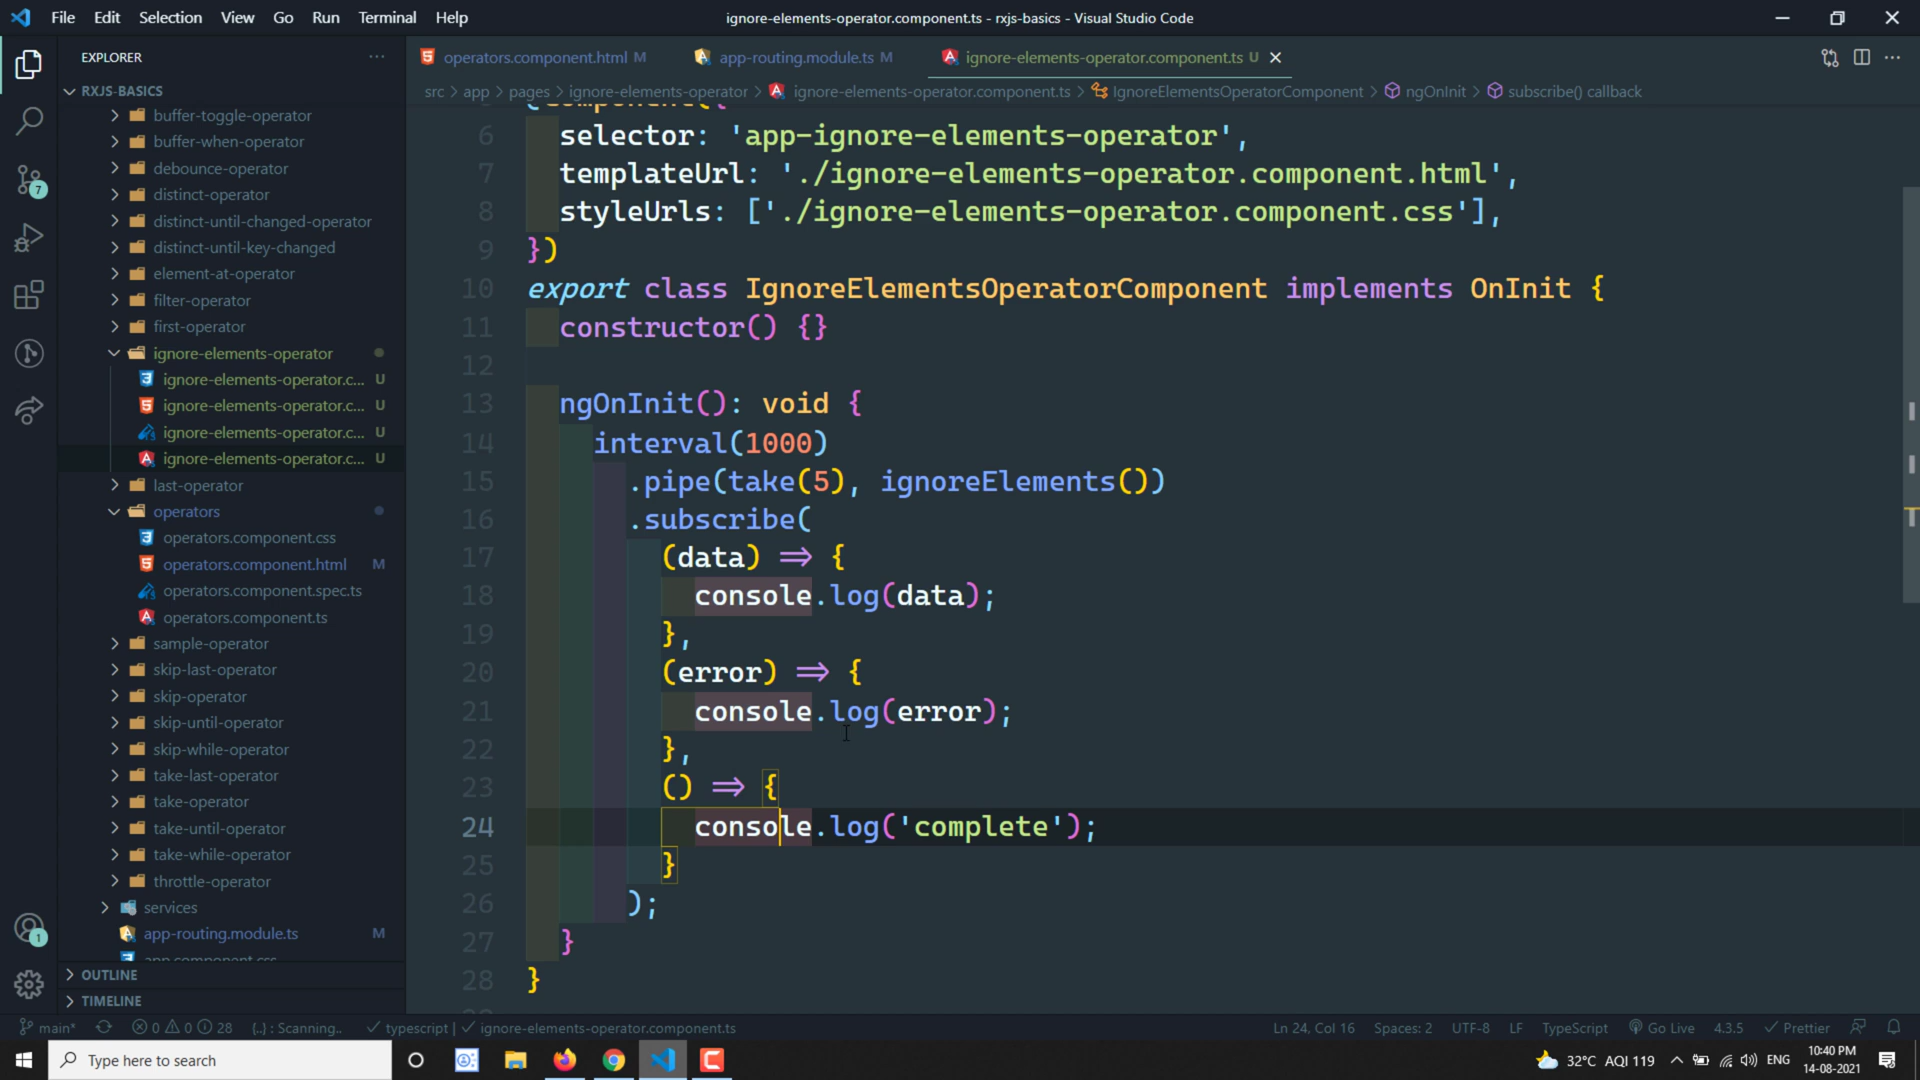 File Edit Selection View Go Run Terminal Help
ignore-elements-operator.component.ts - rxjs-basics - Visual Studio Code
EXPLORER
RXJS-BASICS
buffer-toggle-operator
buffer-when-operator
debounce-operator
distinct-operator
distinct-until-changed-operator
distinct-until-key-changed
element-at-operator
filter-operator
first-operator
ignore-elements-operator
ignore-elements-operator.c... U
ignore-elements-operator.c... U
ignore-elements-operator.c... U
ignore-elements-operator.c... U
last-operator
operators
operators.component.css
operators.component.html M
operators.component.spec.ts
operators.component.ts
sample-operator
skip-last-operator
skip-operator
skip-until-operator
skip-while-operator
take-last-operator
take-operator
take-until-operator
take-while-operator
throttle-operator
services
app-routing.module.ts M
app.component.css
OUTLINE
TIMELINE
7
1
operators.component.html M app-routing.module.ts M ignore-elements-operator.component.ts U
src > app > pages > ignore-elements-operator > ignore-elements-operator.component.ts > IgnoreElementsOperatorComponent > ngOnInit > subscribe() callback
@Component({
6 selector: 'app-ignore-elements-operator',
7 templateUrl: './ignore-elements-operator.component.html',
8 styleUrls: ['./ignore-elements-operator.component.css'],
9 })
10 export class IgnoreElementsOperatorComponent implements OnInit {
11 constructor() {}
12
13 ngOnInit(): void {
14 interval(1000)
15 .pipe(take(5), ignoreElements())
16 .subscribe(
17 (data) => {
18 console.log(data);
19 },
20 (error) => {
21 console.log(error);
22 },
23 () => {
24 console.log('complete');
25 }
26 );
27 }
28 }
main* 0 0 28 {..} : Scanning.. typescript | ignore-elements-operator.component.ts Ln 24, Col 16 Spaces: 2 UTF-8 LF TypeScript Go Live 4.3.5 Prettier
Type here to search
32°C AQI 119 ENG
10:40 PM
14-08-2021